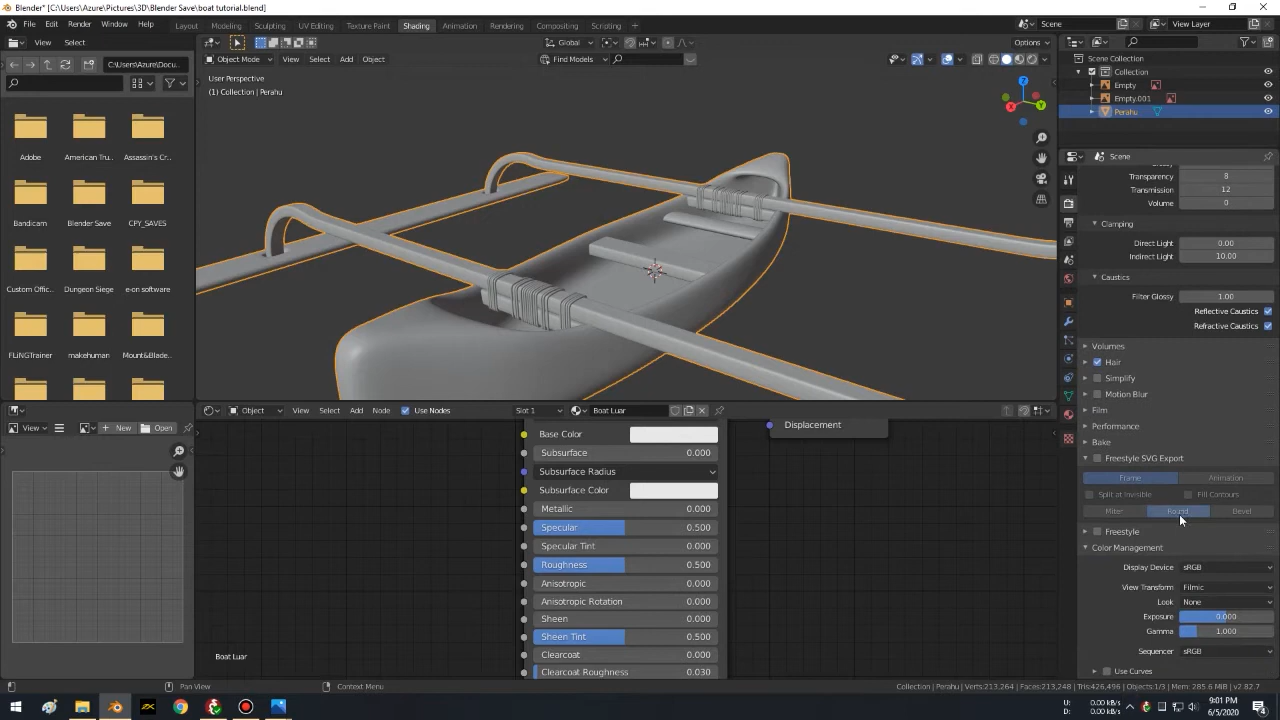 Blender* [C:\Users\Azure\Pictures\3D\Blender Save\boat tutorial.blend]
File Edit Render Window Help Layout Modeling Sculpting UV Editing Texture Paint Shading Animation Rendering Compositing Scripting Scene View Layer
View Select
Global
Options
C:\Users\Azure\Docu...
Object Mode View Select Add Object
Find Models
User Perspective
(1) Collection | Perahu
Adobe American Tru... Assassin's Cr...
Bandicam Blender Save CPY_SAVES
Custom Offic... Dungeon Siege e-on software
FLiNGTrainer makehuman Mount&Blade...
View New Open
Object View Select Add Node Use Nodes Slot 1 Boat Luar
Base Color
Subsurface 0.000
Subsurface Radius
Subsurface Color
Metallic 0.000
Specular 0.500
Specular Tint 0.000
Roughness 0.500
Anisotropic 0.000
Anisotropic Rotation 0.000
Sheen 0.000
Sheen Tint 0.500
Clearcoat 0.000
Clearcoat Roughness 0.030
Displacement
Boat Luar
Scene Collection
Collection
Empty
Empty.001
Perahu
Scene
Transparency 8
Transmission 12
Volume 0
Clamping
Direct Light 0.00
Indirect Light 10.00
Caustics
Filter Glossy 1.00
Reflective Caustics
Refractive Caustics
Volumes
Hair
Simplify
Motion Blur
Film
Performance
Bake
Freestyle SVG Export
Frame Animation
Split at Invisible Fill Contours
Miter Round Bevel
Freestyle
Color Management
Display Device sRGB
View Transform Filmic
Look None
Exposure 0.000
Gamma 1.000
Sequencer sRGB
Use Curves
Pan View Context Menu Collection | Perahu | Verts:213,264 | Faces:213,248 | Tris:426,496 | Objects:1/3 | Mem: 285.6 MiB | v2.82.7
U: 0.00 kB/s
D: 0.00 kB/s
9:01 PM
6/5/2020
4